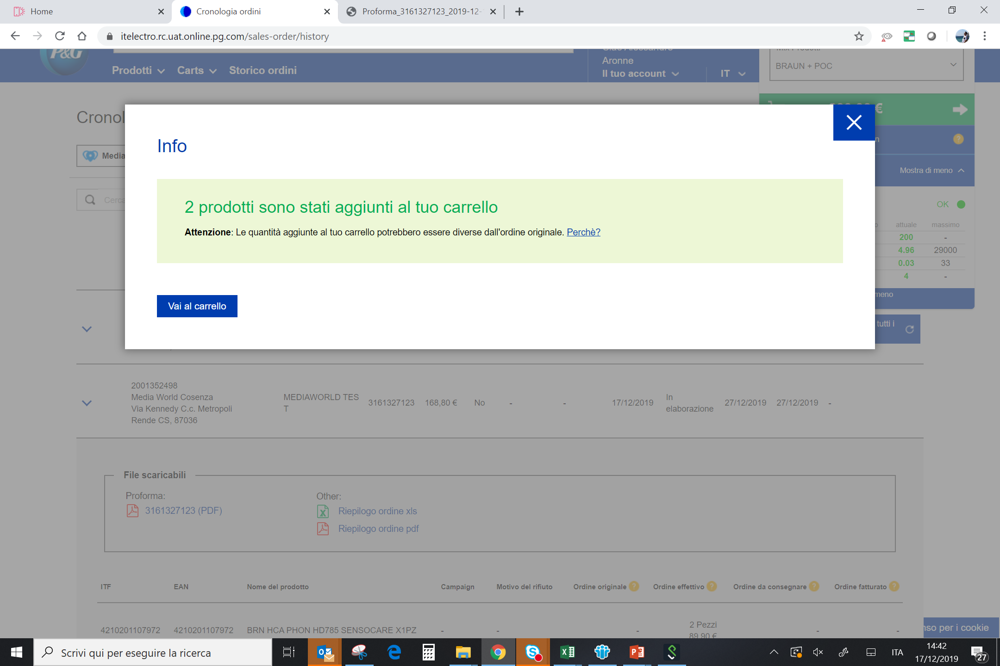 Home
Cronologia ordini
Proforma_3161327123_2019-12-
itelectro.rc.uat.online.pg.com/sales-order/history
P&G
Prodotti
Carts
Storico ordini
Aronne
Il tuo account
IT
BRAUN + POC
€
Cronol
Info
Media
Mostra di meno
Cerca
2 prodotti sono stati aggiunti al tuo carrello
Attenzione: Le quantità aggiunte al tuo carrello potrebbero essere diverse dall'ordine originale. Perchè?
OK
attuale
massimo
200 -
4.96 29000
0.03 33
4 -
meno
Vai al carrello
tutti i
2001352498
Media World Cosenza
Via Kennedy C.c. Metropoli
Rende CS, 87036
MEDIAWORLD TES
T
3161327123
168,80 €
No
-
-
17/12/2019
In
elaborazione
27/12/2019
27/12/2019
-
File scaricabili
Proforma:
3161327123 (PDF)
Other:
Riepilogo ordine xls
Riepilogo ordine pdf
ITF EAN Nome del prodotto Campaign Motivo del rifiuto Ordine originale ? Ordine effettivo ? Ordine da consegnare ? Ordine fatturato ?
4210201107972 4210201107972 BRN HCA PHON HD785 SENSOCARE X1PZ - - - 2 Pezzi - -
89,90 €
nso per i cookie
Scrivi qui per eseguire la ricerca
ITA
14:42
17/12/2019
27